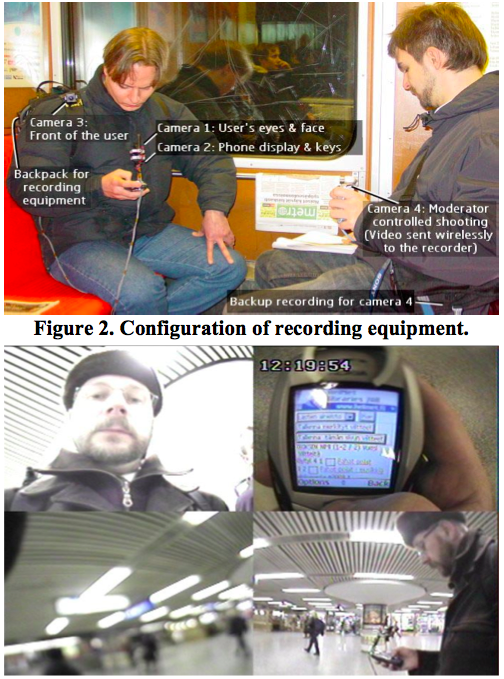 Camera 3:
Front of the user
Camera 1: User's eyes & face
Camera 2: Phone display & keys
Backpack for
recording
equipment
metro
Camera 4: Moderator
controlled shooting
(Video sent wirelessly
to the recorder)
Backup recording for camera 4
Figure 2. Configuration of recording equipment.
12:19:54
Options
Back